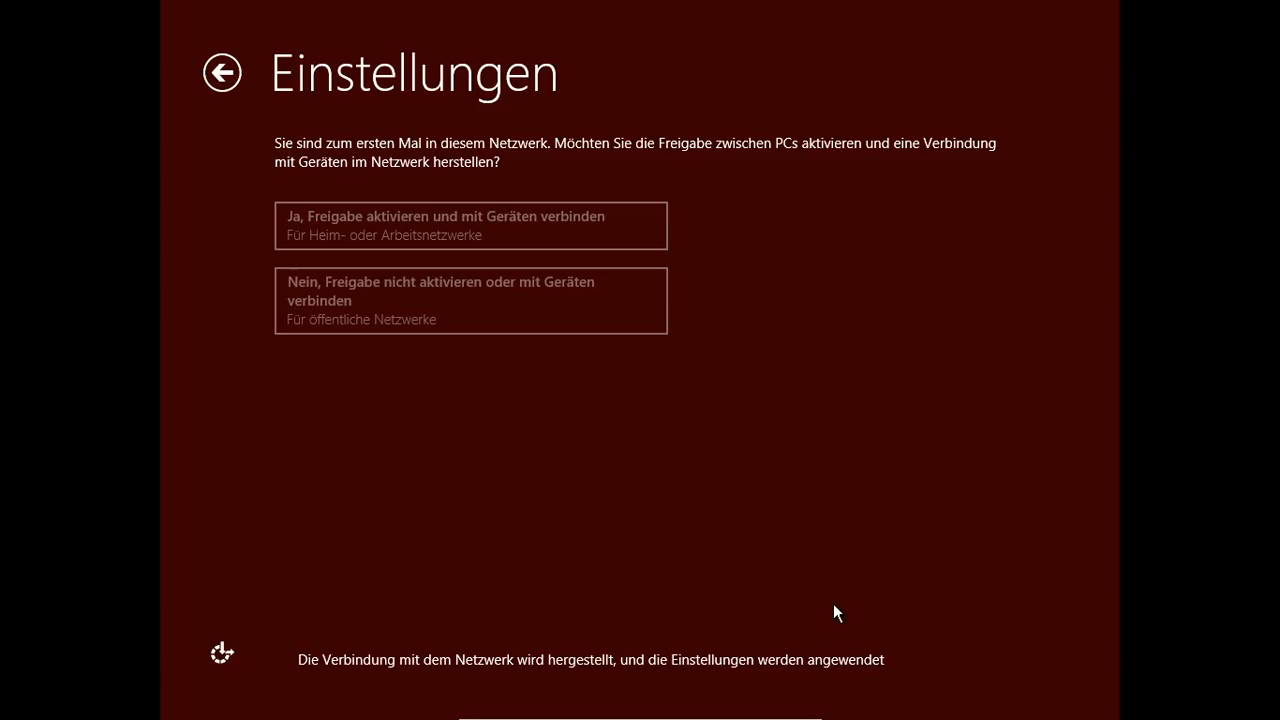 Einstellungen
Sie sind zum ersten Mal in diesem Netzwerk. Möchten Sie die Freigabe zwischen PCs aktivieren und eine Verbindung
mit Geräten im Netzwerk herstellen?
Ja, Freigabe aktivieren und mit Geräten verbinden
Für Heim- oder Arbeitsnetzwerke
Nein, Freigabe nicht aktivieren oder mit Geräten
verbinden
Für öffentliche Netzwerke
Die Verbindung mit dem Netzwerk wird hergestellt, und die Einstellungen werden angewendet